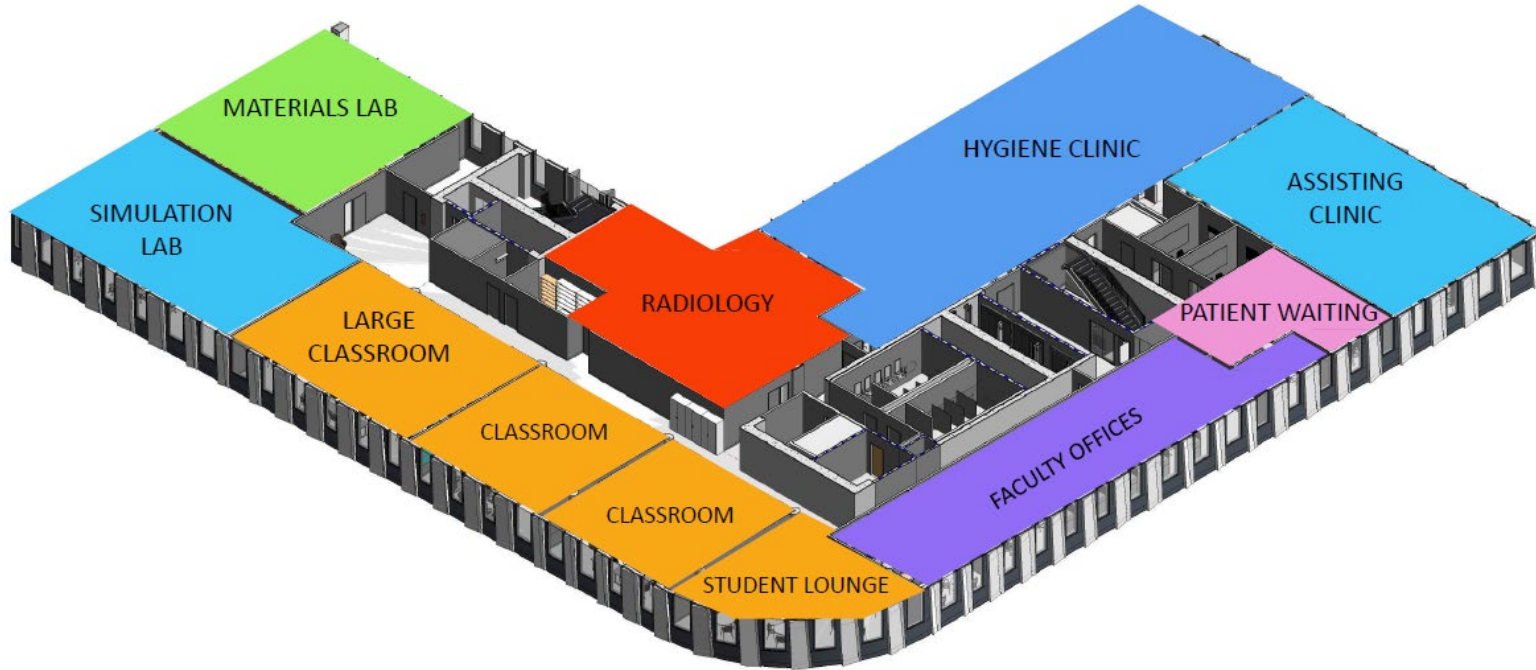 MATERIALS LAB
HYGIENE CLINIC
SIMULATION
LAB
ASSISTING
CLINIC
RADIOLOGY
PATIENT WAITING
LARGE
CLASSROOM
CLASSROOM
CLASSROOM
FACULTY OFFICES
STUDENT LOUNGE